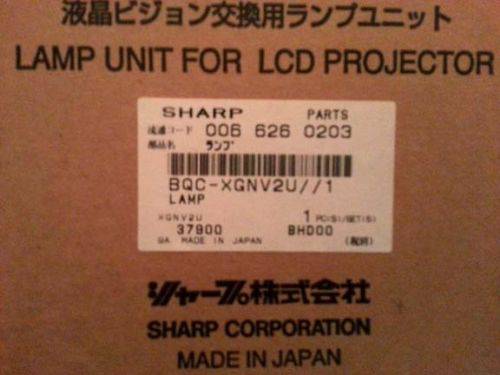 液晶ビジョン交換用ランプユニット
LAMP UNIT FOR LCD PROJECTOR
SHARP PARTS
流通コード 006 626 0203
部品名 ランプ
BQC-XGNV2U//1
LAMP
XGNV2U 1 PC(S)/SET(S)
37900 BHD00
MADE IN JAPAN (税別)
シャープ株式会社
SHARP CORPORATION
MADE IN JAPAN